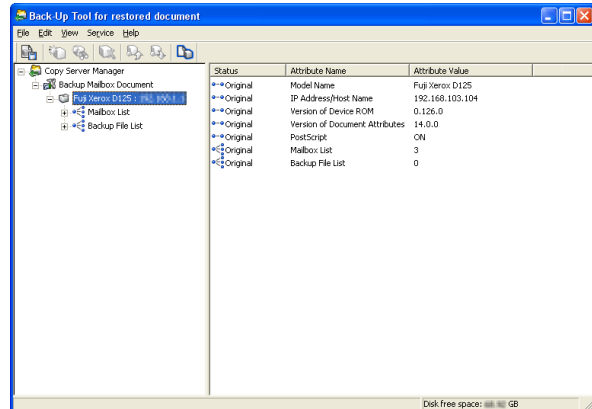 Back-Up Tool for restored document
File Edit View Service Help
Copy Server Manager
Backup Mailbox Document
Fuji Xerox D125 :
Mailbox List
Backup File List
Status Attribute Name Attribute Value
Original Model Name Fuji Xerox D125
Original IP Address/Host Name 192.168.103.104
Original Version of Device ROM 0.126.0
Original Version of Document Attributes 14.0.0
Original PostScript ON
Original Mailbox List 3
Original Backup File List 0
Disk free space: GB